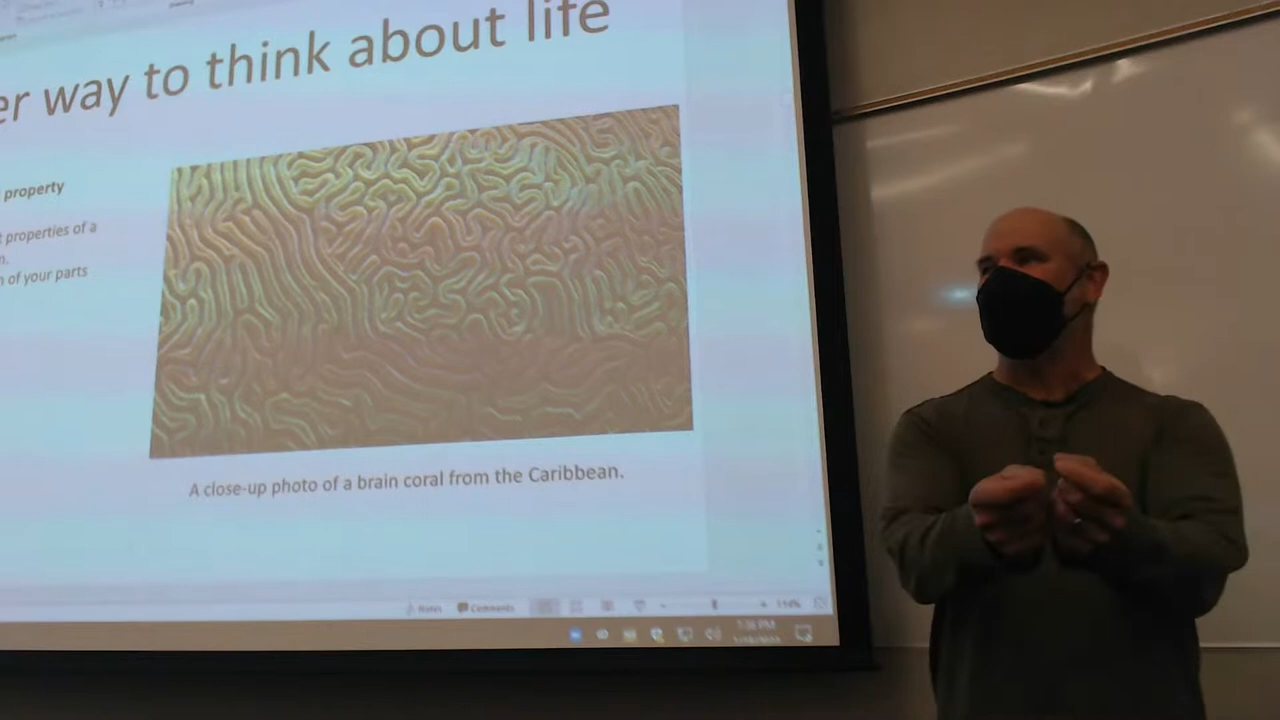 er way to think about life
property
t properties of a
n.
n of your parts
A close-up photo of a brain coral from the Caribbean.
Notes
Comments